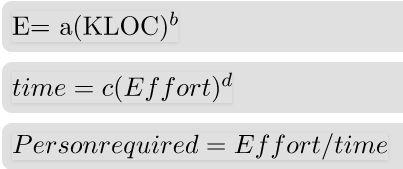 E= a(KLOC)^b
time = c(Effort)^d
Personrequired = Effort/time